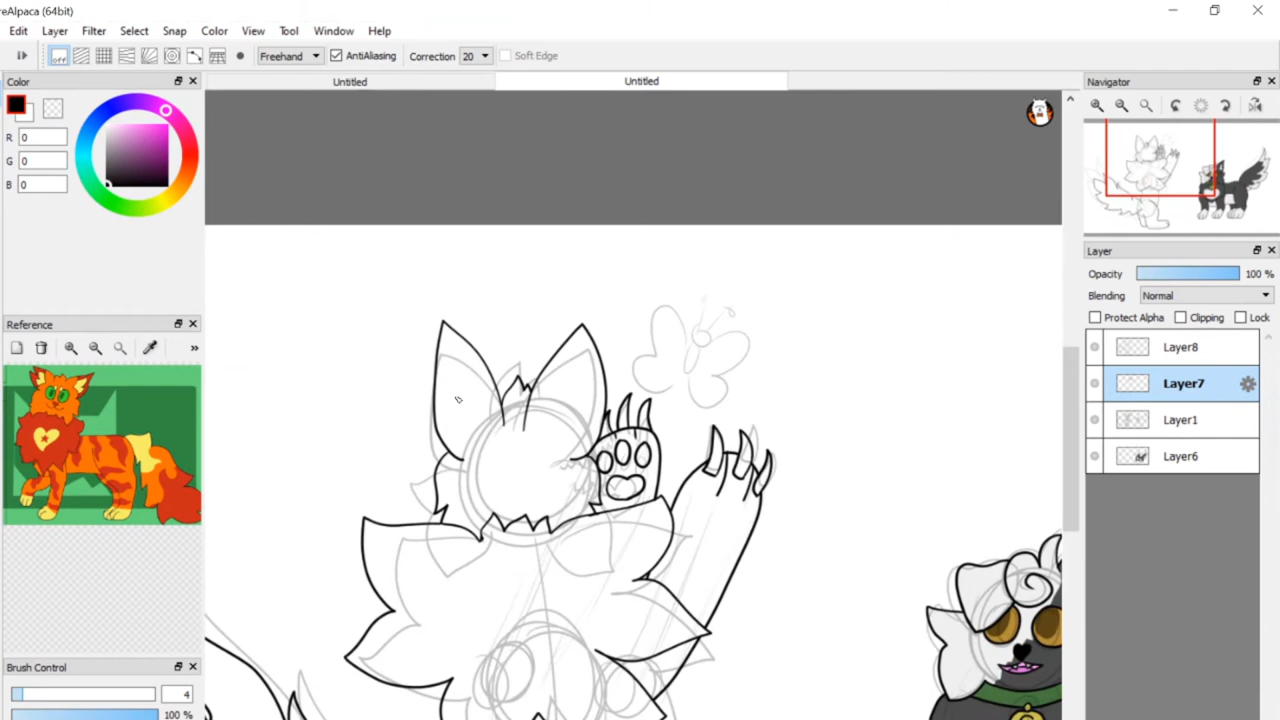 reAlpaca (64bit)
Edit Layer Filter Select Snap Color View Tool Window Help
off Freehand AntiAliasing Correction 20 Soft Edge
Color
Untitled Untitled
Navigator
R 0
G 0
B 0
Layer
Opacity 100 %
Blending Normal
Protect Alpha Clipping Lock
Reference
»
Layer8
Layer7
Layer1
Layer6
Brush Control
4
100 %